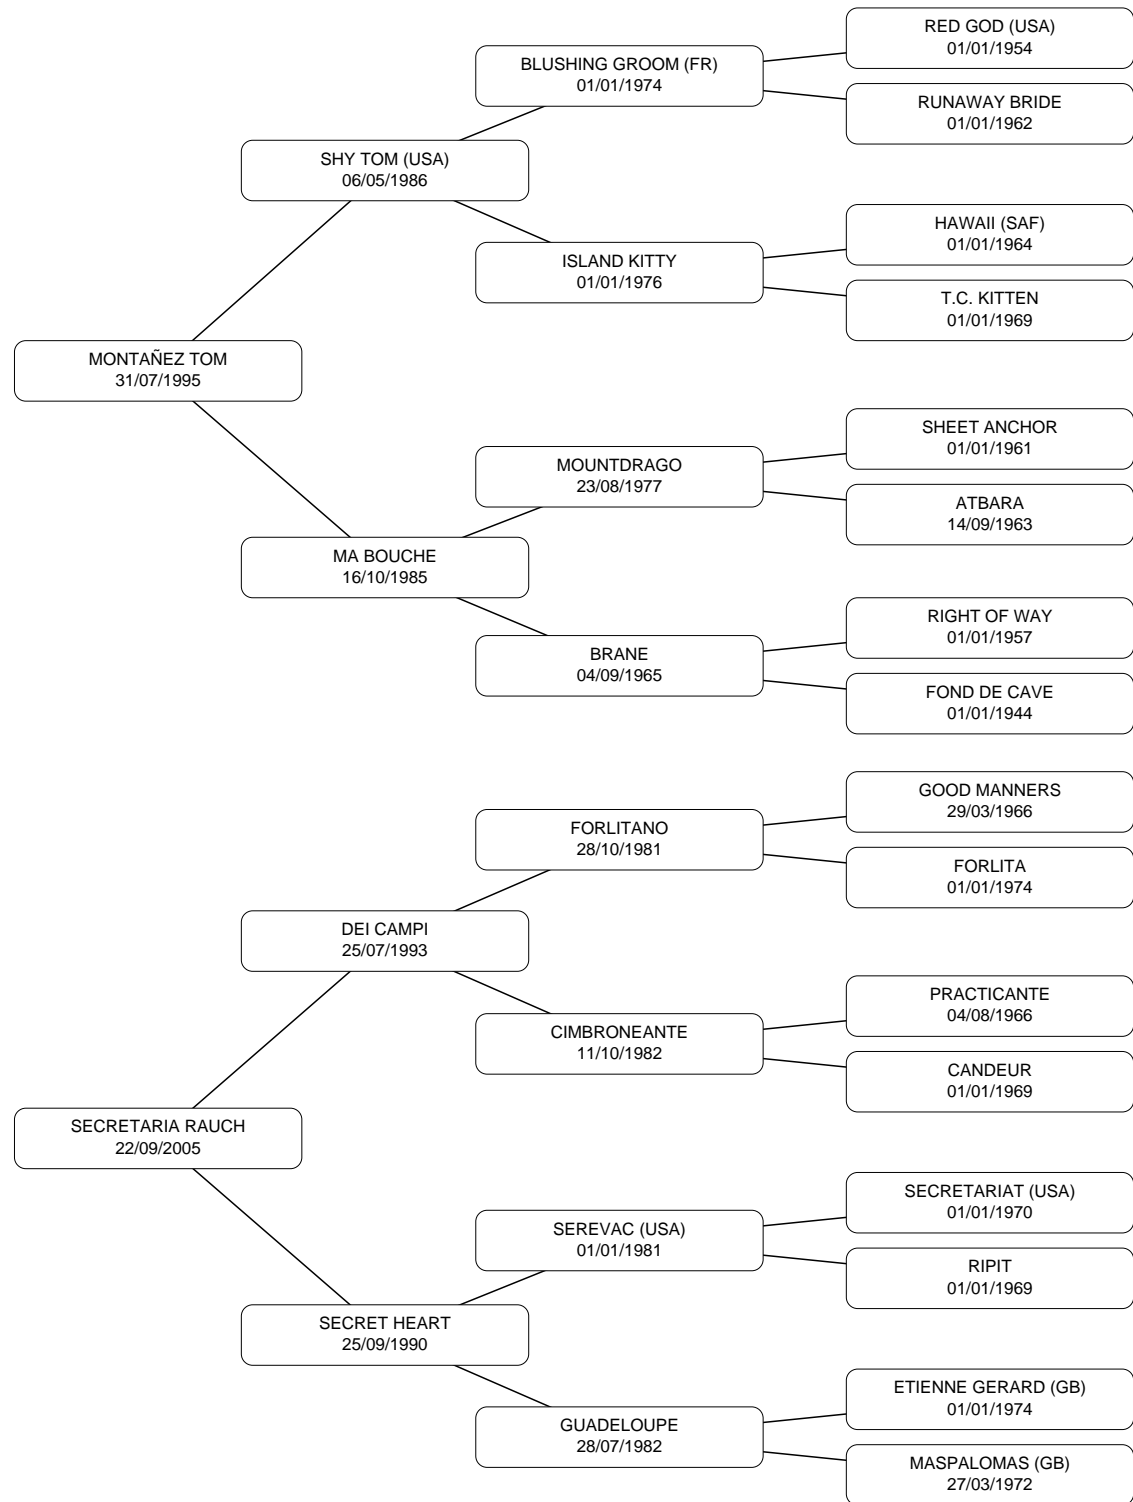 RED GOD (USA)
01/01/1954
BLUSHING GROOM (FR)
01/01/1974
RUNAWAY BRIDE
01/01/1962
SHY TOM (USA)
06/05/1986
HAWAII (SAF)
01/01/1964
ISLAND KITTY
01/01/1976
T.C. KITTEN
01/01/1969
MONTAÑEZ TOM
31/07/1995
SHEET ANCHOR
01/01/1961
MOUNTDRAGO
23/08/1977
ATBARA
14/09/1963
MA BOUCHE
16/10/1985
RIGHT OF WAY
01/01/1957
BRANE
04/09/1965
FOND DE CAVE
01/01/1944
GOOD MANNERS
29/03/1966
FORLITANO
28/10/1981
FORLITA
01/01/1974
DEI CAMPI
25/07/1993
PRACTICANTE
04/08/1966
CIMBRONEANTE
11/10/1982
CANDEUR
01/01/1969
SECRETARIA RAUCH
22/09/2005
SECRETARIAT (USA)
01/01/1970
SEREVAC (USA)
01/01/1981
RIPIT
01/01/1969
SECRET HEART
25/09/1990
ETIENNE GERARD (GB)
01/01/1974
GUADELOUPE
28/07/1982
MASPALOMAS (GB)
27/03/1972